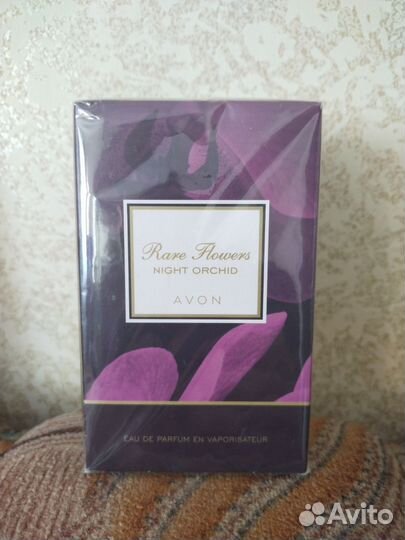 Rare Flowers
NIGHT ORCHID
AVON
EAU DE PARFUM EN VAPORISATEUR
Avito